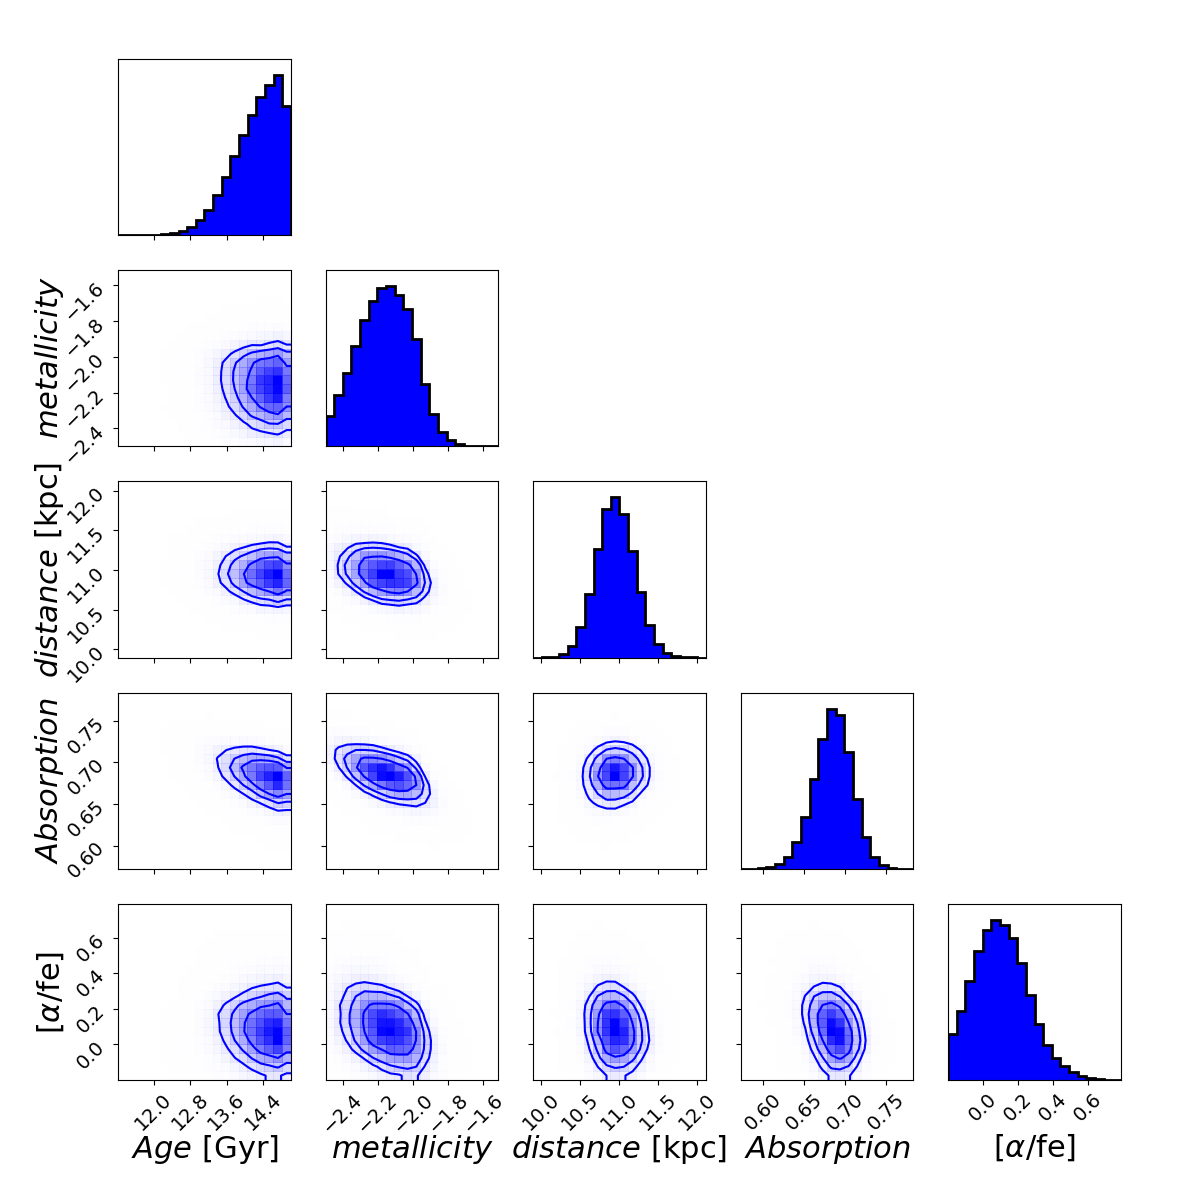 metallicity
−1.6
−1.8
−2.0
−2.2
−2.4
distance [kpc]
12.0
11.5
11.0
10.5
10.0
Absorption
0.75
0.70
0.65
0.60
[α/fe]
0.6
0.4
0.2
0.0
12.0 12.8 13.6 14.4
Age [Gyr]
−2.4 −2.2 −2.0 −1.8 −1.6
metallicity
10.0 10.5 11.0 11.5 12.0
distance [kpc]
0.60 0.65 0.70 0.75
Absorption
0.0 0.2 0.4 0.6
[α/fe]